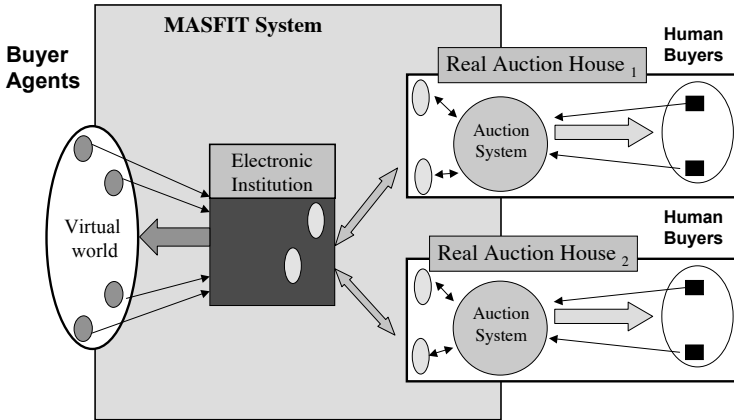 MASFIT System
Buyer
Agents
Human
Buyers
Real Auction House 1
Auction
System
Electronic
Institution
Virtual
world
Human
Buyers
Real Auction House 2
Auction
System